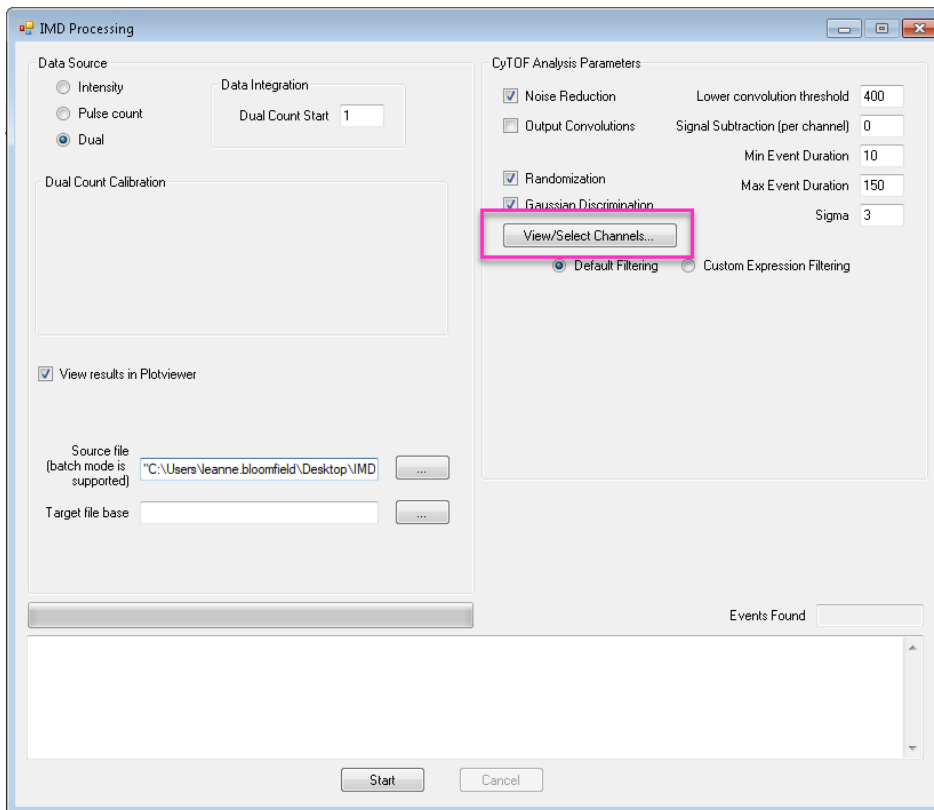 IMD Processing
Data Source
Intensity
Pulse count
Dual
Data Integration
Dual Count Start 1
Dual Count Calibration
View results in Plotviewer
Source file
(batch mode is
supported)
"C:\Users\leanne.bloomfield\Desktop\IMD
...
Target file base
...
CyTOF Analysis Parameters
Noise Reduction
Lower convolution threshold 400
Output Convolutions
Signal Subtraction (per channel) 0
Min Event Duration 10
Randomization
Max Event Duration 150
Gaussian Discrimination
Sigma 3
View/Select Channels...
Default Filtering
Custom Expression Filtering
Events Found
Start
Cancel